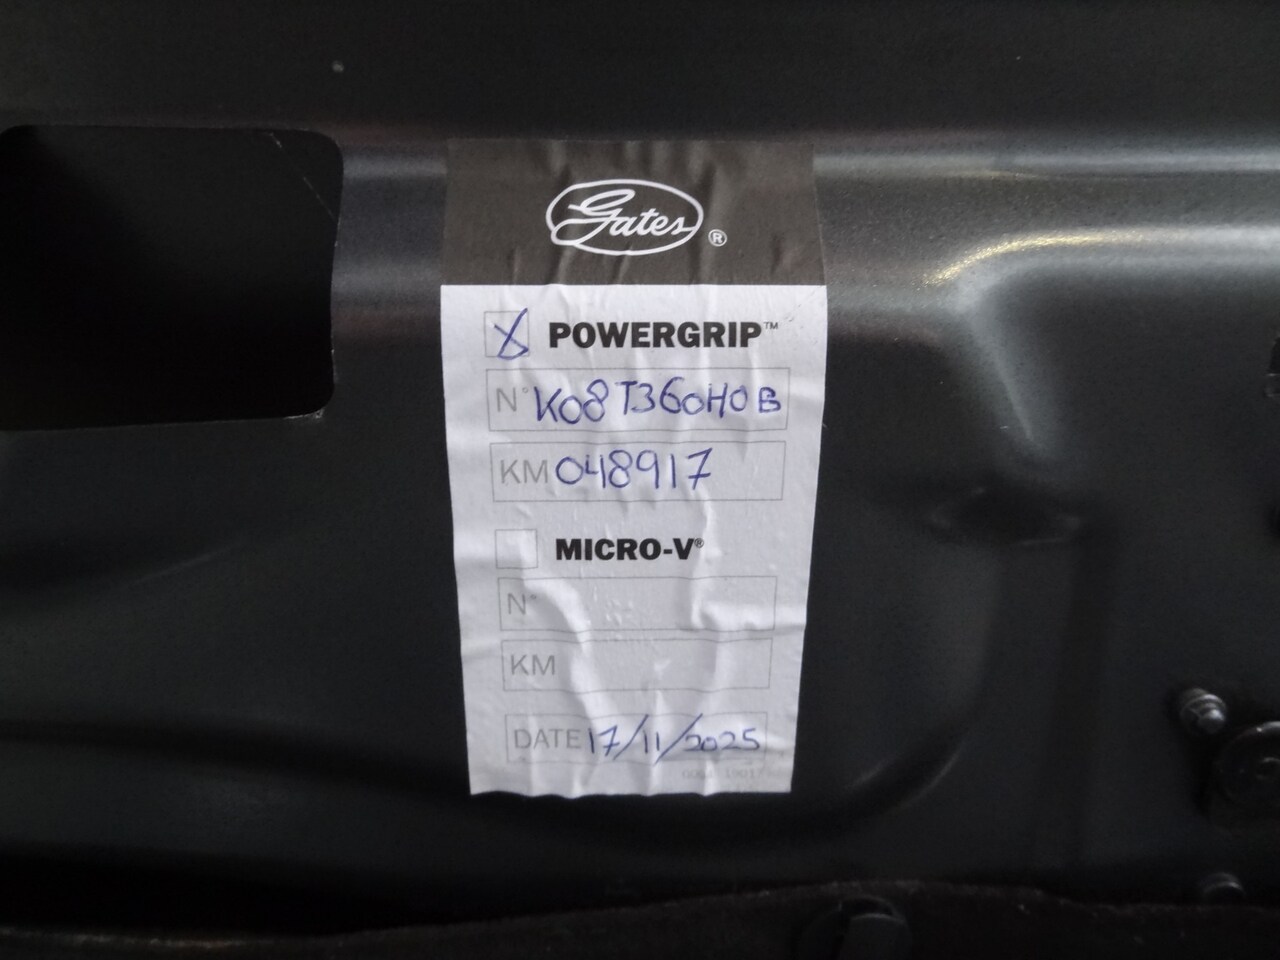 Gates ®
X POWERGRIP™
N° K08T360H0B
KM 048917
MICRO-V®
N°
KM
DATE 17/11/2025